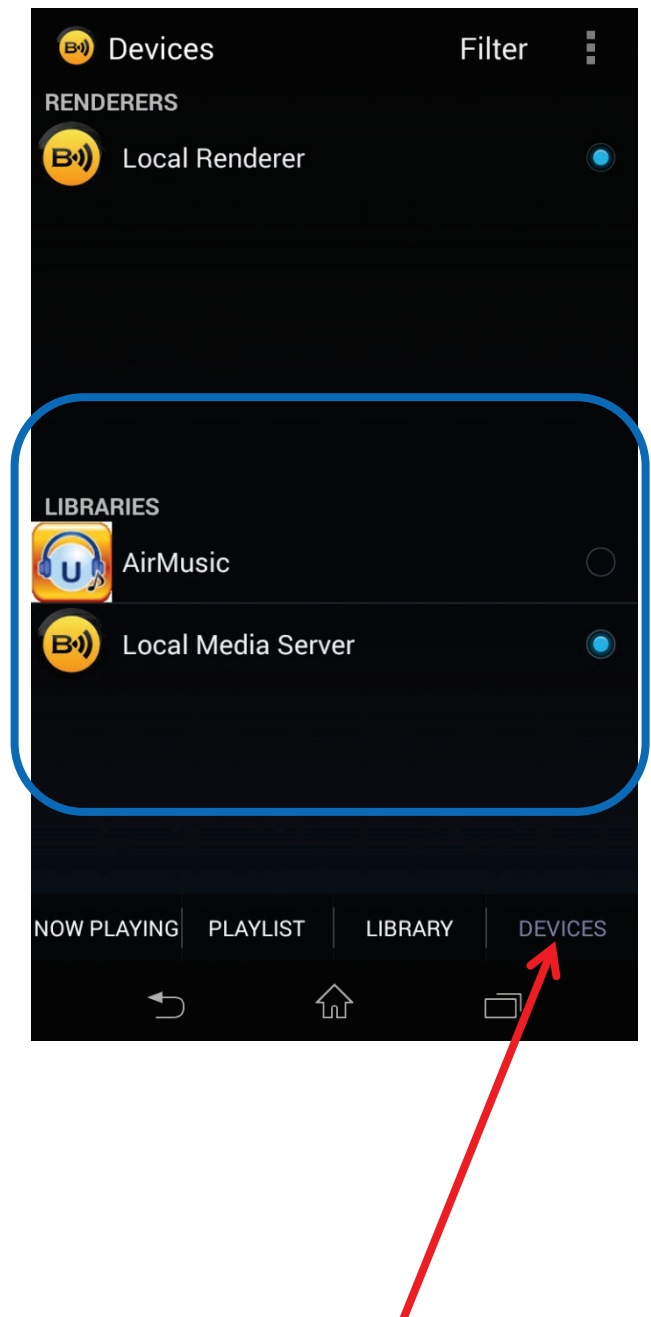 B Devices Filter
RENDERERS
B Local Renderer
LIBRARIES
U AirMusic
B Local Media Server
NOW PLAYING PLAYLIST LIBRARY DEVICES